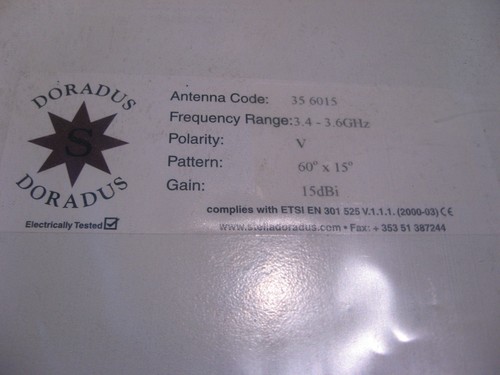 DORADUS
S
DORADUS
Electrically Tested
Antenna Code: 35 6015
Frequency Range: 3.4 - 3.6GHz
Polarity: V
Pattern: 60° x 15°
Gain: 15dBi
complies with ETSI EN 301 525 V.1.1.1. (2000-03) CE
www.stelladoradus.com • Fax: + 353 51 387244